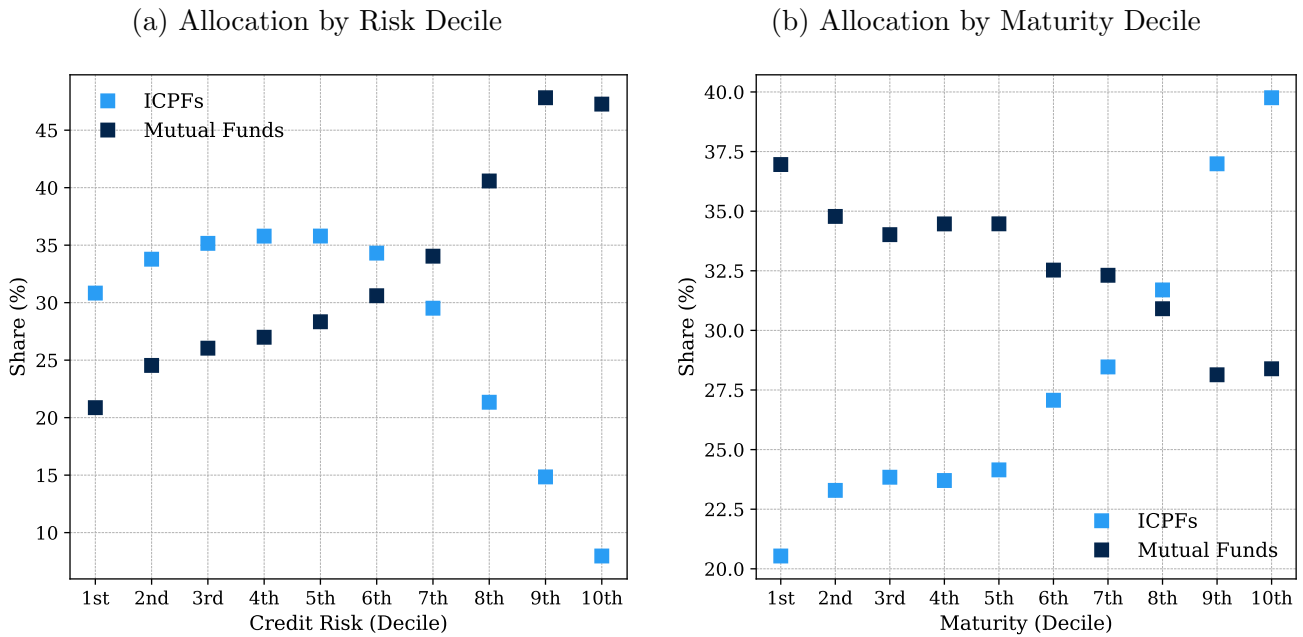 (a) Allocation by Risk Decile
ICPFs
Mutual Funds
45
40
35
30
25
20
15
10
Share (%)
1st 2nd 3rd 4th 5th 6th 7th 8th 9th 10th
Credit Risk (Decile)
(b) Allocation by Maturity Decile
40.0
37.5
35.0
32.5
30.0
27.5
25.0
22.5
20.0
Share (%)
ICPFs
Mutual Funds
1st 2nd 3rd 4th 5th 6th 7th 8th 9th 10th
Maturity (Decile)